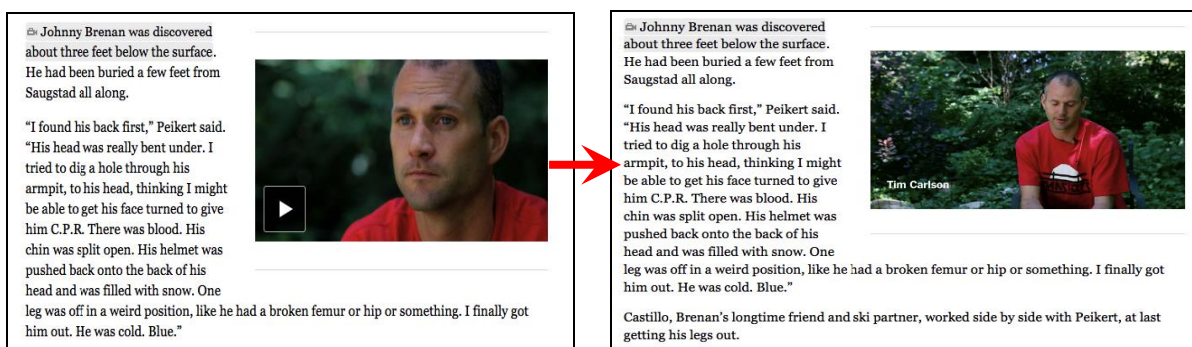 Johnny Brenan was discovered
about three feet below the surface.
He had been buried a few feet from
Saugstad all along.
“I found his back first,” Peikert said.
“His head was really bent under. I
tried to dig a hole through his
armpit, to his head, thinking I might
be able to get his face turned to give
him C.P.R. There was blood. His
chin was split open. His helmet was
pushed back onto the back of his
head and was filled with snow. One
leg was off in a weird position, like he had a broken femur or hip or something. I finally got
him out. He was cold. Blue.”
Johnny Brenan was discovered
about three feet below the surface.
He had been buried a few feet from
Saugstad all along.
“I found his back first,” Peikert said.
“His head was really bent under. I
tried to dig a hole through his
armpit, to his head, thinking I might
be able to get his face turned to give
him C.P.R. There was blood. His
chin was split open. His helmet was
pushed back onto the back of his
head and was filled with snow. One
leg was off in a weird position, like he had a broken femur or hip or something. I finally got
him out. He was cold. Blue.”
Castillo, Brenan’s longtime friend and ski partner, worked side by side with Peikert, at last
getting his legs out.
Tim Carlson